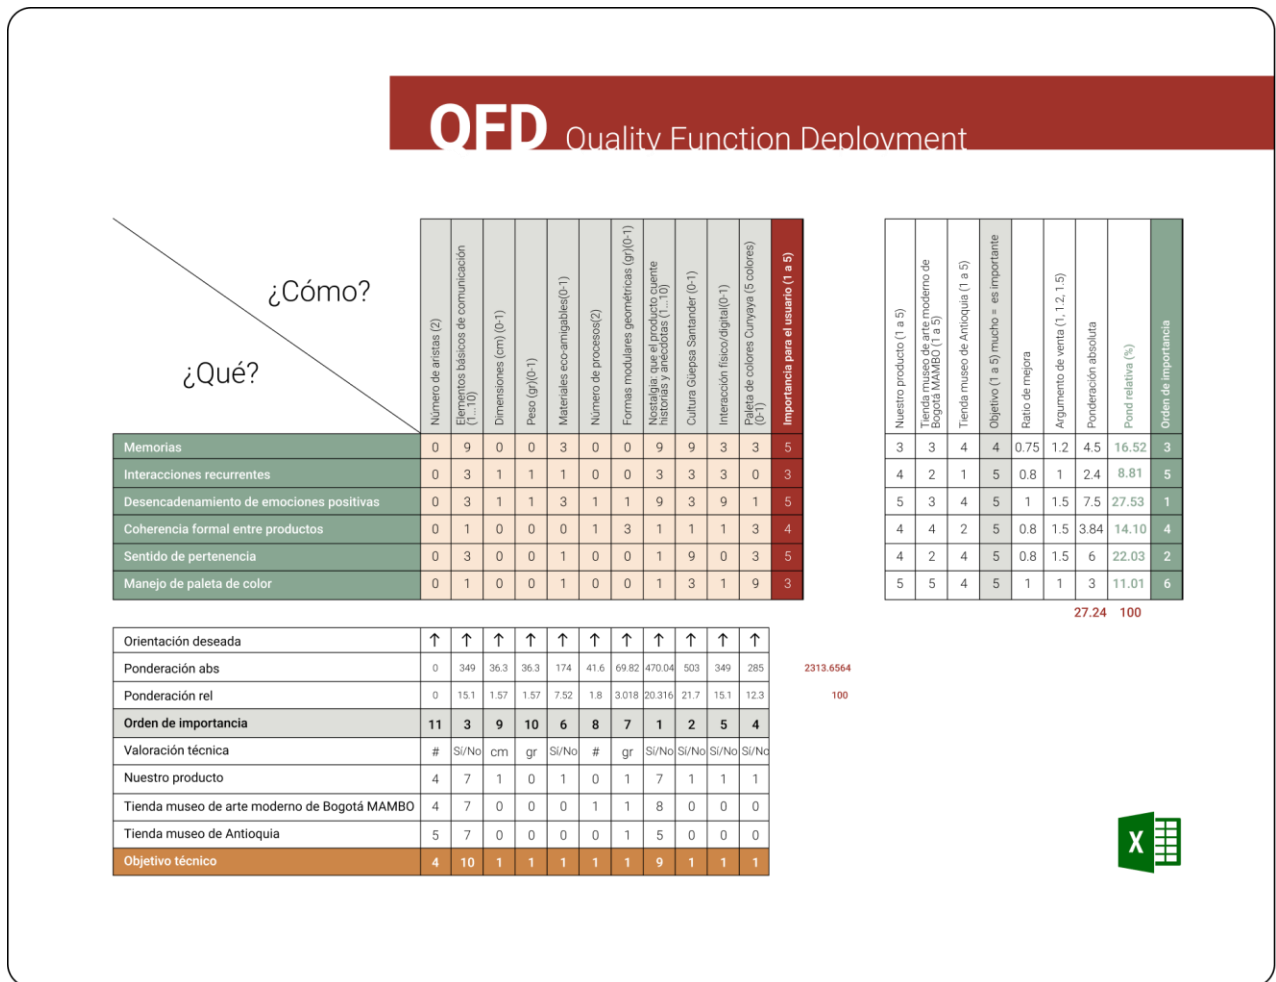 QFD Quality Function Deployment
¿Cómo?
¿Qué?
Número de aristas (2)
Elementos básicos de comunicación
(1...10)
Dimensiones (cm) (0-1)
Peso (gr)(0-1)
Materiales eco-amigables(0-1)
Número de procesos(2)
Formas modulares geométricas (gr)(0-1)
Nostalgia: que el producto cuente
historias y anécdotas (1...10)
Cultura Güepsa Santander (0-1)
Interacción físico/digital(0-1)
Paleta de colores Cunyaya (5 colores)
(0-1)
Importancia para el usuario (1 a 5)
Nuestro producto (1 a 5)
Tienda museo de arte moderno de
Bogotá MAMBO (1 a 5)
Tienda museo de Antioquia (1 a 5)
Objetivo (1 a 5) mucho = es importante
Ratio de mejora
Argumento de venta (1, 1.2, 1.5)
Ponderación absoluta
Pond relativa (%)
Orden de importancia
Memorias 0 9 0 0 3 0 0 9 9 3 3 5 3 3 4 4 0.75 1.2 4.5 16.52 3
Interacciones recurrentes 0 3 1 1 1 0 0 3 3 3 0 3 4 2 1 5 0.8 1 2.4 8.81 5
Desencadenamiento de emociones positivas 0 3 1 1 3 1 1 9 3 9 1 5 5 3 4 5 1 1.5 7.5 27.53 1
Coherencia formal entre productos 0 1 0 0 0 1 3 1 1 1 3 4 4 4 2 5 0.8 1.5 3.84 14.10 4
Sentido de pertenencia 0 3 0 0 1 0 0 1 9 0 3 5 4 2 4 5 0.8 1.5 6 22.03 2
Manejo de paleta de color 0 1 0 0 1 0 0 1 3 1 9 3 5 5 4 5 1 1 3 11.01 6
27.24 100
Orientación deseada ↑ ↑ ↑ ↑ ↑ ↑ ↑ ↑ ↑ ↑ ↑
Ponderación abs 0 349 36.3 36.3 174 41.6 69.82 470.04 503 349 285 2313.6564
Ponderación rel 0 15.1 1.57 1.57 7.52 1.8 3.018 20.316 21.7 15.1 12.3 100
Orden de importancia 11 3 9 10 6 8 7 1 2 5 4
Valoración técnica # Sí/No cm gr Sí/No # gr Sí/No Sí/No Sí/No Sí/No
Nuestro producto 4 7 1 0 1 0 1 7 1 1 1
Tienda museo de arte moderno de Bogotá MAMBO 4 7 0 0 0 1 1 8 0 0 0
Tienda museo de Antioquia 5 7 0 0 0 0 1 5 0 0 0
Objetivo técnico 4 10 1 1 1 1 1 9 1 1 1
X